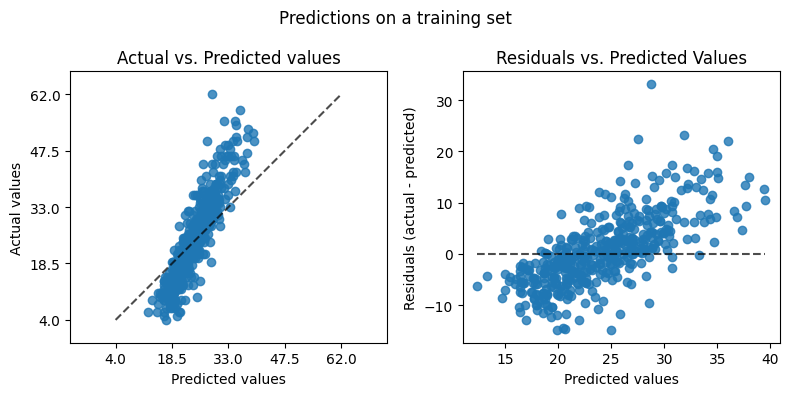 Predictions on a training set
Actual vs. Predicted values
Actual values
62.0
47.5
33.0
18.5
4.0
4.0 18.5 33.0 47.5 62.0
Predicted values
Residuals vs. Predicted Values
Residuals (actual - predicted)
30
20
10
0
−10
15 20 25 30 35 40
Predicted values